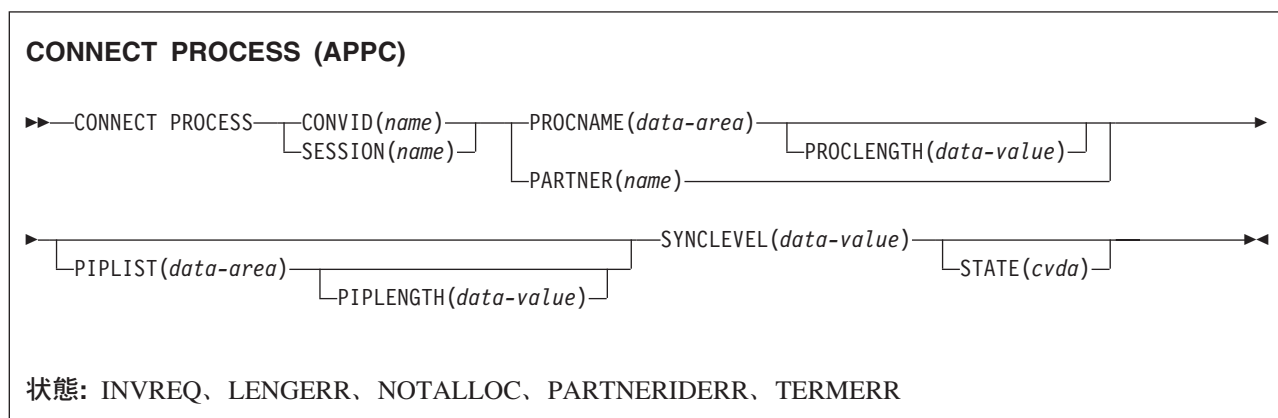 CONNECT PROCESS (APPC)
CONNECT PROCESS CONVID(name) PROCNAME(data-area)
SESSION(name) PROCLENGTH(data-value)
PARTNER(name)
SYNCLEVEL(data-value)
PIPLIST(data-area) STATE(cvda)
PIPLENGTH(data-value)
状態: INVREQ、LENGERR、NOTALLOC、PARTNERIDERR、TERMERR